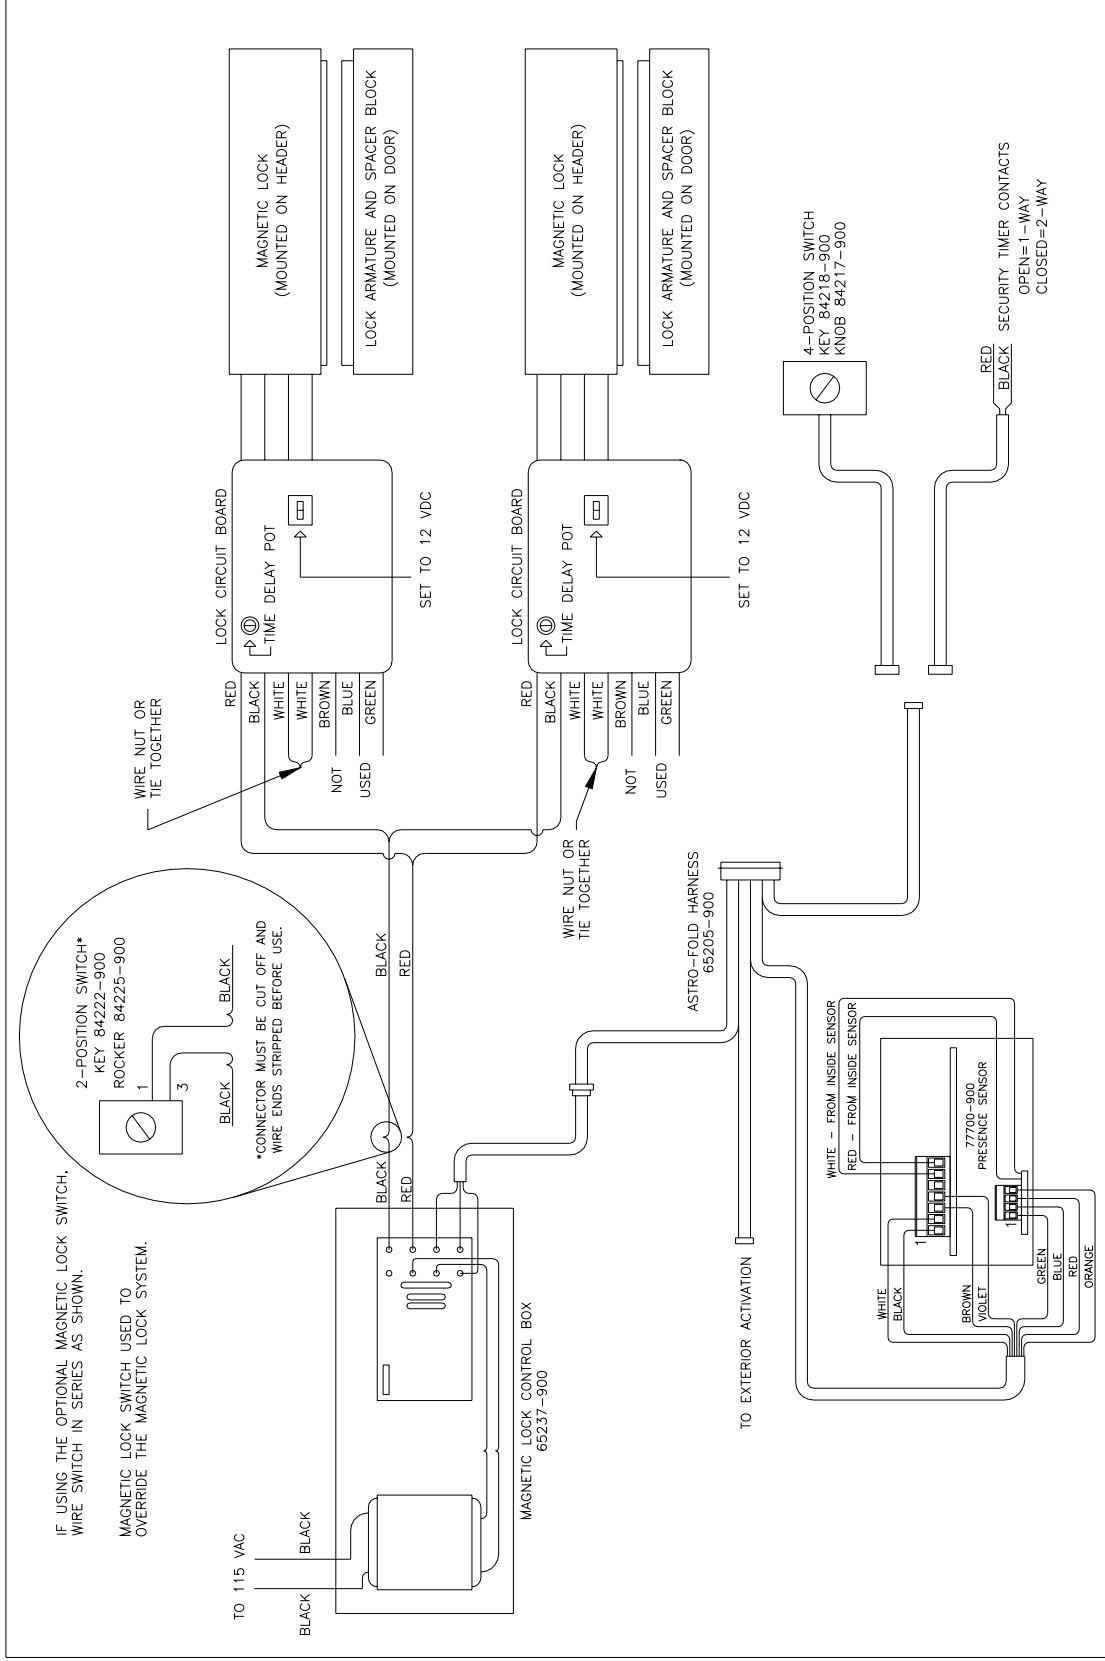 IF USING THE OPTIONAL MAGNETIC LOCK SWITCH,
WIRE SWITCH IN SERIES AS SHOWN.
MAGNETIC LOCK SWITCH USED TO
OVERRIDE THE MAGNETIC LOCK SYSTEM.
2-POSITION SWITCH*
KEY 84222-900
ROCKER 84225-900
1
3
BLACK
BLACK
*CONNECTOR MUST BE CUT OFF AND
WIRE ENDS STRIPPED BEFORE USE.
TO 115 VAC
BLACK
BLACK
MAGNETIC LOCK CONTROL BOX
65237-900
BLACK
RED
BLACK
RED
WIRE NUT OR
TIE TOGETHER
RED
BLACK
WHITE
WHITE
BROWN
BLUE
GREEN
NOT
USED
LOCK CIRCUIT BOARD
TIME DELAY POT
SET TO 12 VDC
MAGNETIC LOCK
(MOUNTED ON HEADER)
LOCK ARMATURE AND SPACER BLOCK
(MOUNTED ON DOOR)
WIRE NUT OR
TIE TOGETHER
RED
BLACK
WHITE
WHITE
BROWN
BLUE
GREEN
NOT
USED
LOCK CIRCUIT BOARD
TIME DELAY POT
SET TO 12 VDC
MAGNETIC LOCK
(MOUNTED ON HEADER)
LOCK ARMATURE AND SPACER BLOCK
(MOUNTED ON DOOR)
ASTRO-FOLD HARNESS
65205-900
TO EXTERIOR ACTIVATION
4-POSITION SWITCH
KEY 84218-900
KNOB 84217-900
RED
BLACK
SECURITY TIMER CONTACTS
OPEN=1-WAY
CLOSED=2-WAY
WHITE - FROM INSIDE SENSOR
RED - FROM INSIDE SENSOR
77700-900
PRESENCE SENSOR
1
1
WHITE
BLACK
BROWN
VIOLET
GREEN
BLUE
RED
ORANGE